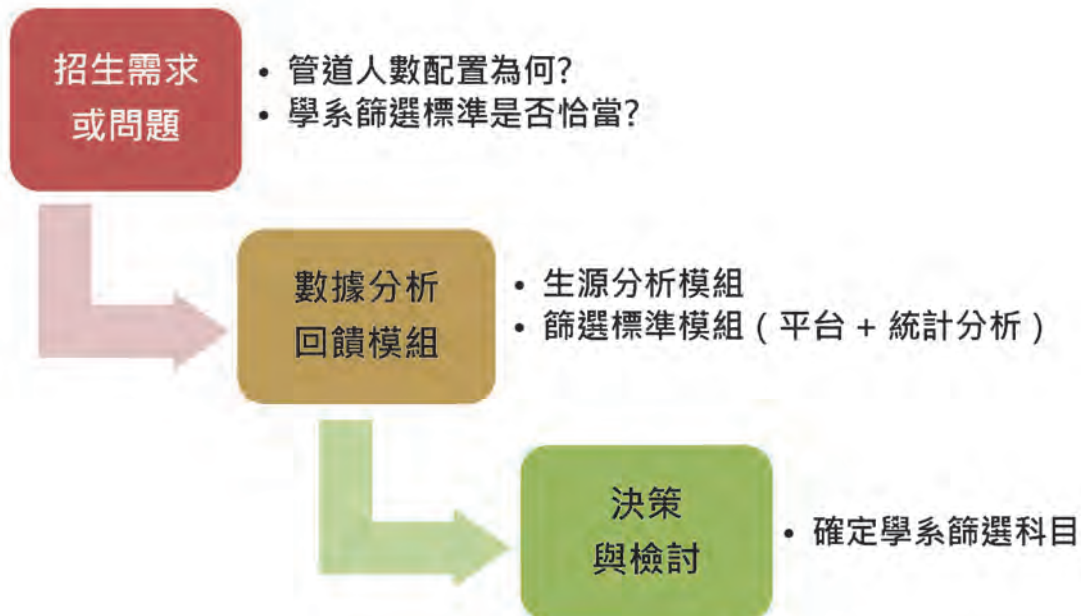 招生需求
或問題
• 管道人數配置為何?
• 學系篩選標準是否恰當?
數據分析
回饋模組
• 生源分析模組
• 篩選標準模組 ( 平台 + 統計分析 )
決策
與檢討
• 確定學系篩選科目